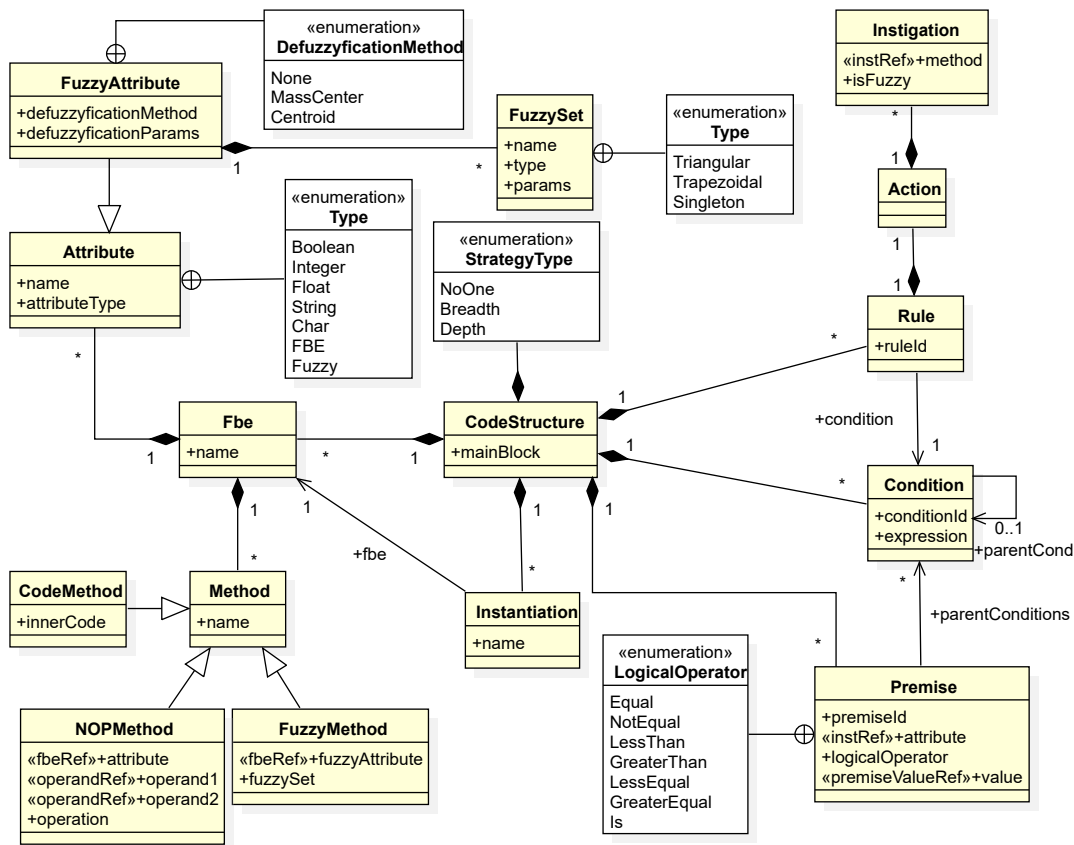 «enumeration»
DefuzzyficationMethod
None
MassCenter
Centroid
FuzzyAttribute
+defuzzyficationMethod
+defuzzyficationParams
1
*
FuzzySet
+name
+type
+params
«enumeration»
Type
Triangular
Trapezoidal
Singleton
Instigation
«instRef»+method
+isFuzzy
*
1
Action
1
1
Attribute
+name
+attributeType
*
«enumeration»
Type
Boolean
Integer
Float
String
Char
FBE
Fuzzy
«enumeration»
StrategyType
NoOne
Breadth
Depth
Rule
+ruleId
*
1
+condition
1
Fbe
+name
1
*
1
CodeStructure
+mainBlock
1
*
Condition
+conditionId
+expression
0..1
+parentCond
1
*
1
+fbe
1
*
1
*
*
+parentConditions
CodeMethod
+innerCode
Method
+name
Instantiation
+name
«enumeration»
LogicalOperator
Equal
NotEqual
LessThan
GreaterThan
LessEqual
GreaterEqual
Is
Premise
+premiseId
«instRef»+attribute
+logicalOperator
«premiseValueRef»+value
NOPMethod
«fbeRef»+attribute
«operandRef»+operand1
«operandRef»+operand2
+operation
FuzzyMethod
«fbeRef»+fuzzyAttribute
+fuzzySet